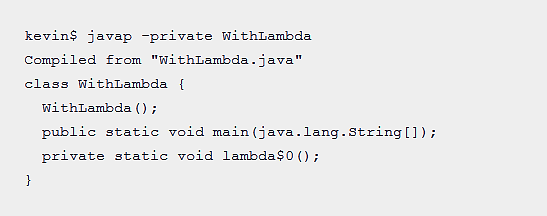 kevin$ javap -private WithLambda
Compiled from "WithLambda.java"
class WithLambda {
  WithLambda();
  public static void main(java.lang.String[]);
  private static void lambda$0();
}